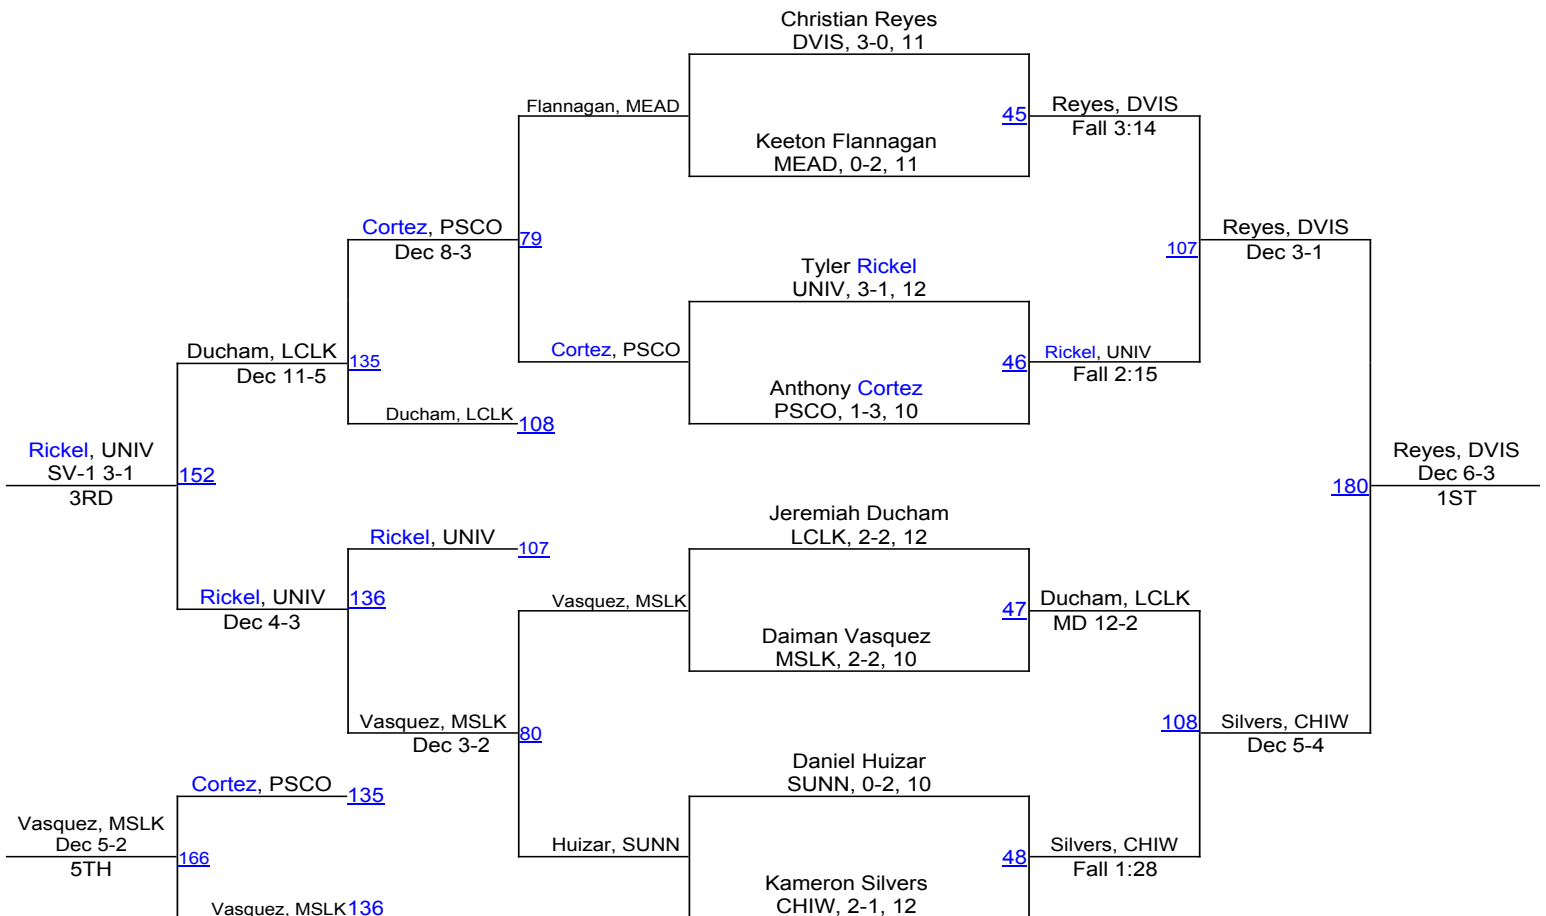 Christian Reyes
DVIS, 3-0, 11
Flannagan, MEAD
45
Reyes, DVIS
Fall 3:14
Keeton Flannagan
MEAD, 0-2, 11
Cortez, PSCO
Dec 8-3
79
107
Reyes, DVIS
Dec 3-1
Tyler Rickel
UNIV, 3-1, 12
Ducham, LCLK
Dec 11-5
135
Cortez, PSCO
46
Rickel, UNIV
Fall 2:15
Anthony Cortez
PSCO, 1-3, 10
Ducham, LCLK
108
Rickel, UNIV
SV-1 3-1
3RD
152
180
Reyes, DVIS
Dec 6-3
1ST
Jeremiah Ducham
LCLK, 2-2, 12
Rickel, UNIV
107
Rickel, UNIV
Dec 4-3
136
Vasquez, MSLK
47
Ducham, LCLK
MD 12-2
Daiman Vasquez
MSLK, 2-2, 10
Vasquez, MSLK
Dec 3-2
80
108
Silvers, CHIW
Dec 5-4
Daniel Huizar
SUNN, 0-2, 10
Cortez, PSCO
135
Vasquez, MSLK
Dec 5-2
5TH
166
Huizar, SUNN
48
Silvers, CHIW
Fall 1:28
Kameron Silvers
CHIW, 2-1, 12
Vasquez, MSLK
136